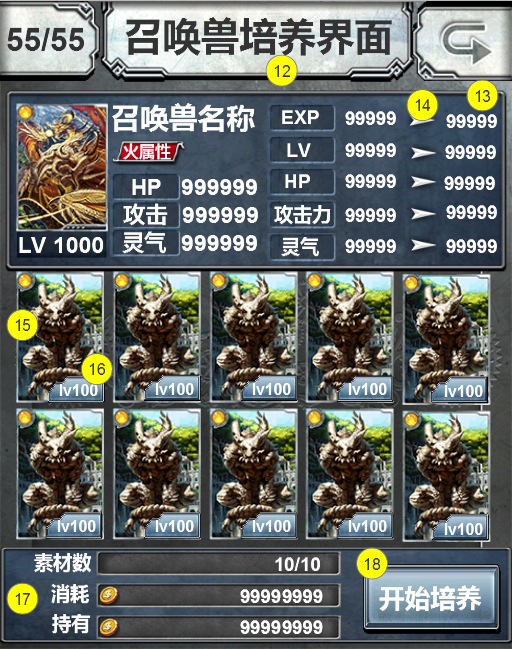 55/55
召唤兽培养界面
12
13
14
召唤兽名称
火属性
LV 1000
HP 999999
攻击 999999
灵气 999999
EXP 99999 99999
LV 99999 99999
HP 99999 99999
攻击力 99999 99999
灵气 99999 99999
15
16
lv100 lv100 lv100 lv100 lv100
lv100 lv100 lv100 lv100 lv100
素材数 10/10
17
消耗 99999999
持有 99999999
18
开始培养